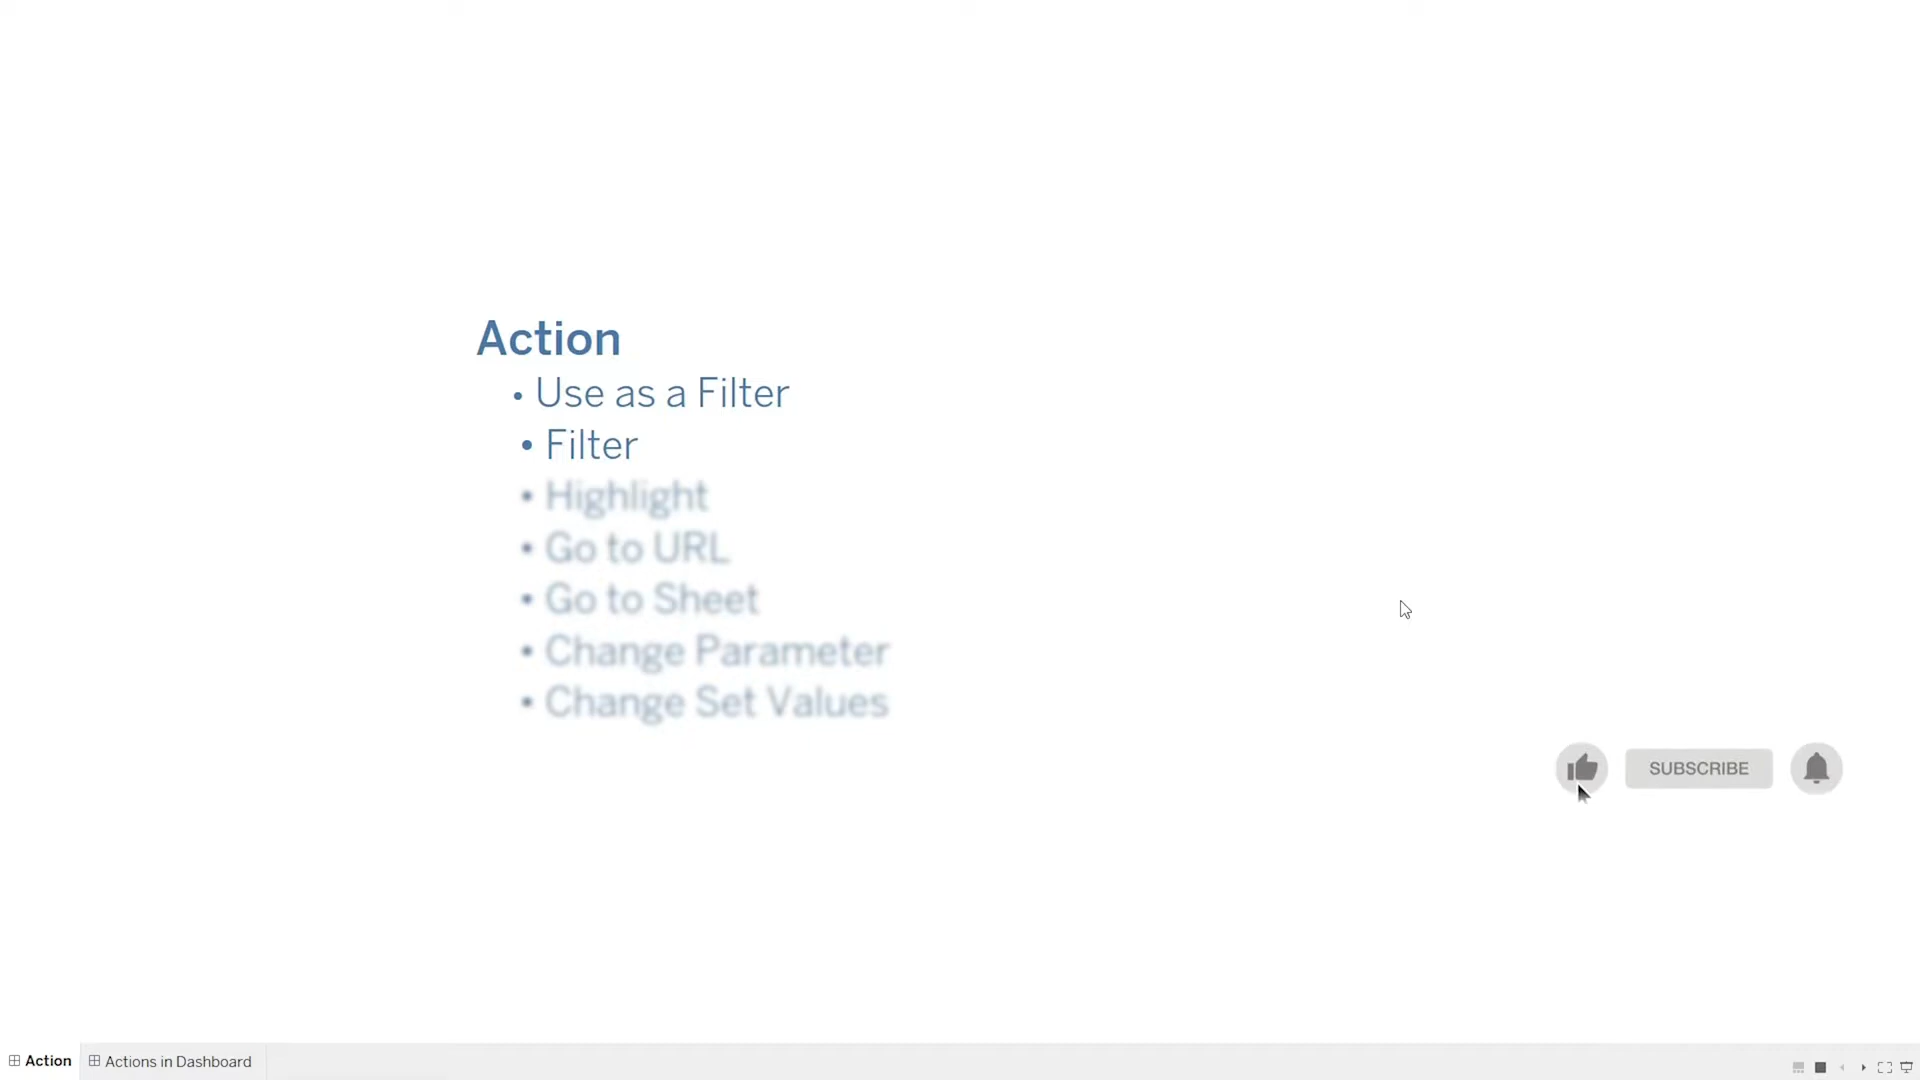 Action
• Use as a Filter
• Filter
• Highlight
• Go to URL
• Go to Sheet
• Change Parameter
• Change Set Values
SUBSCRIBE
Action
Actions in Dashboard